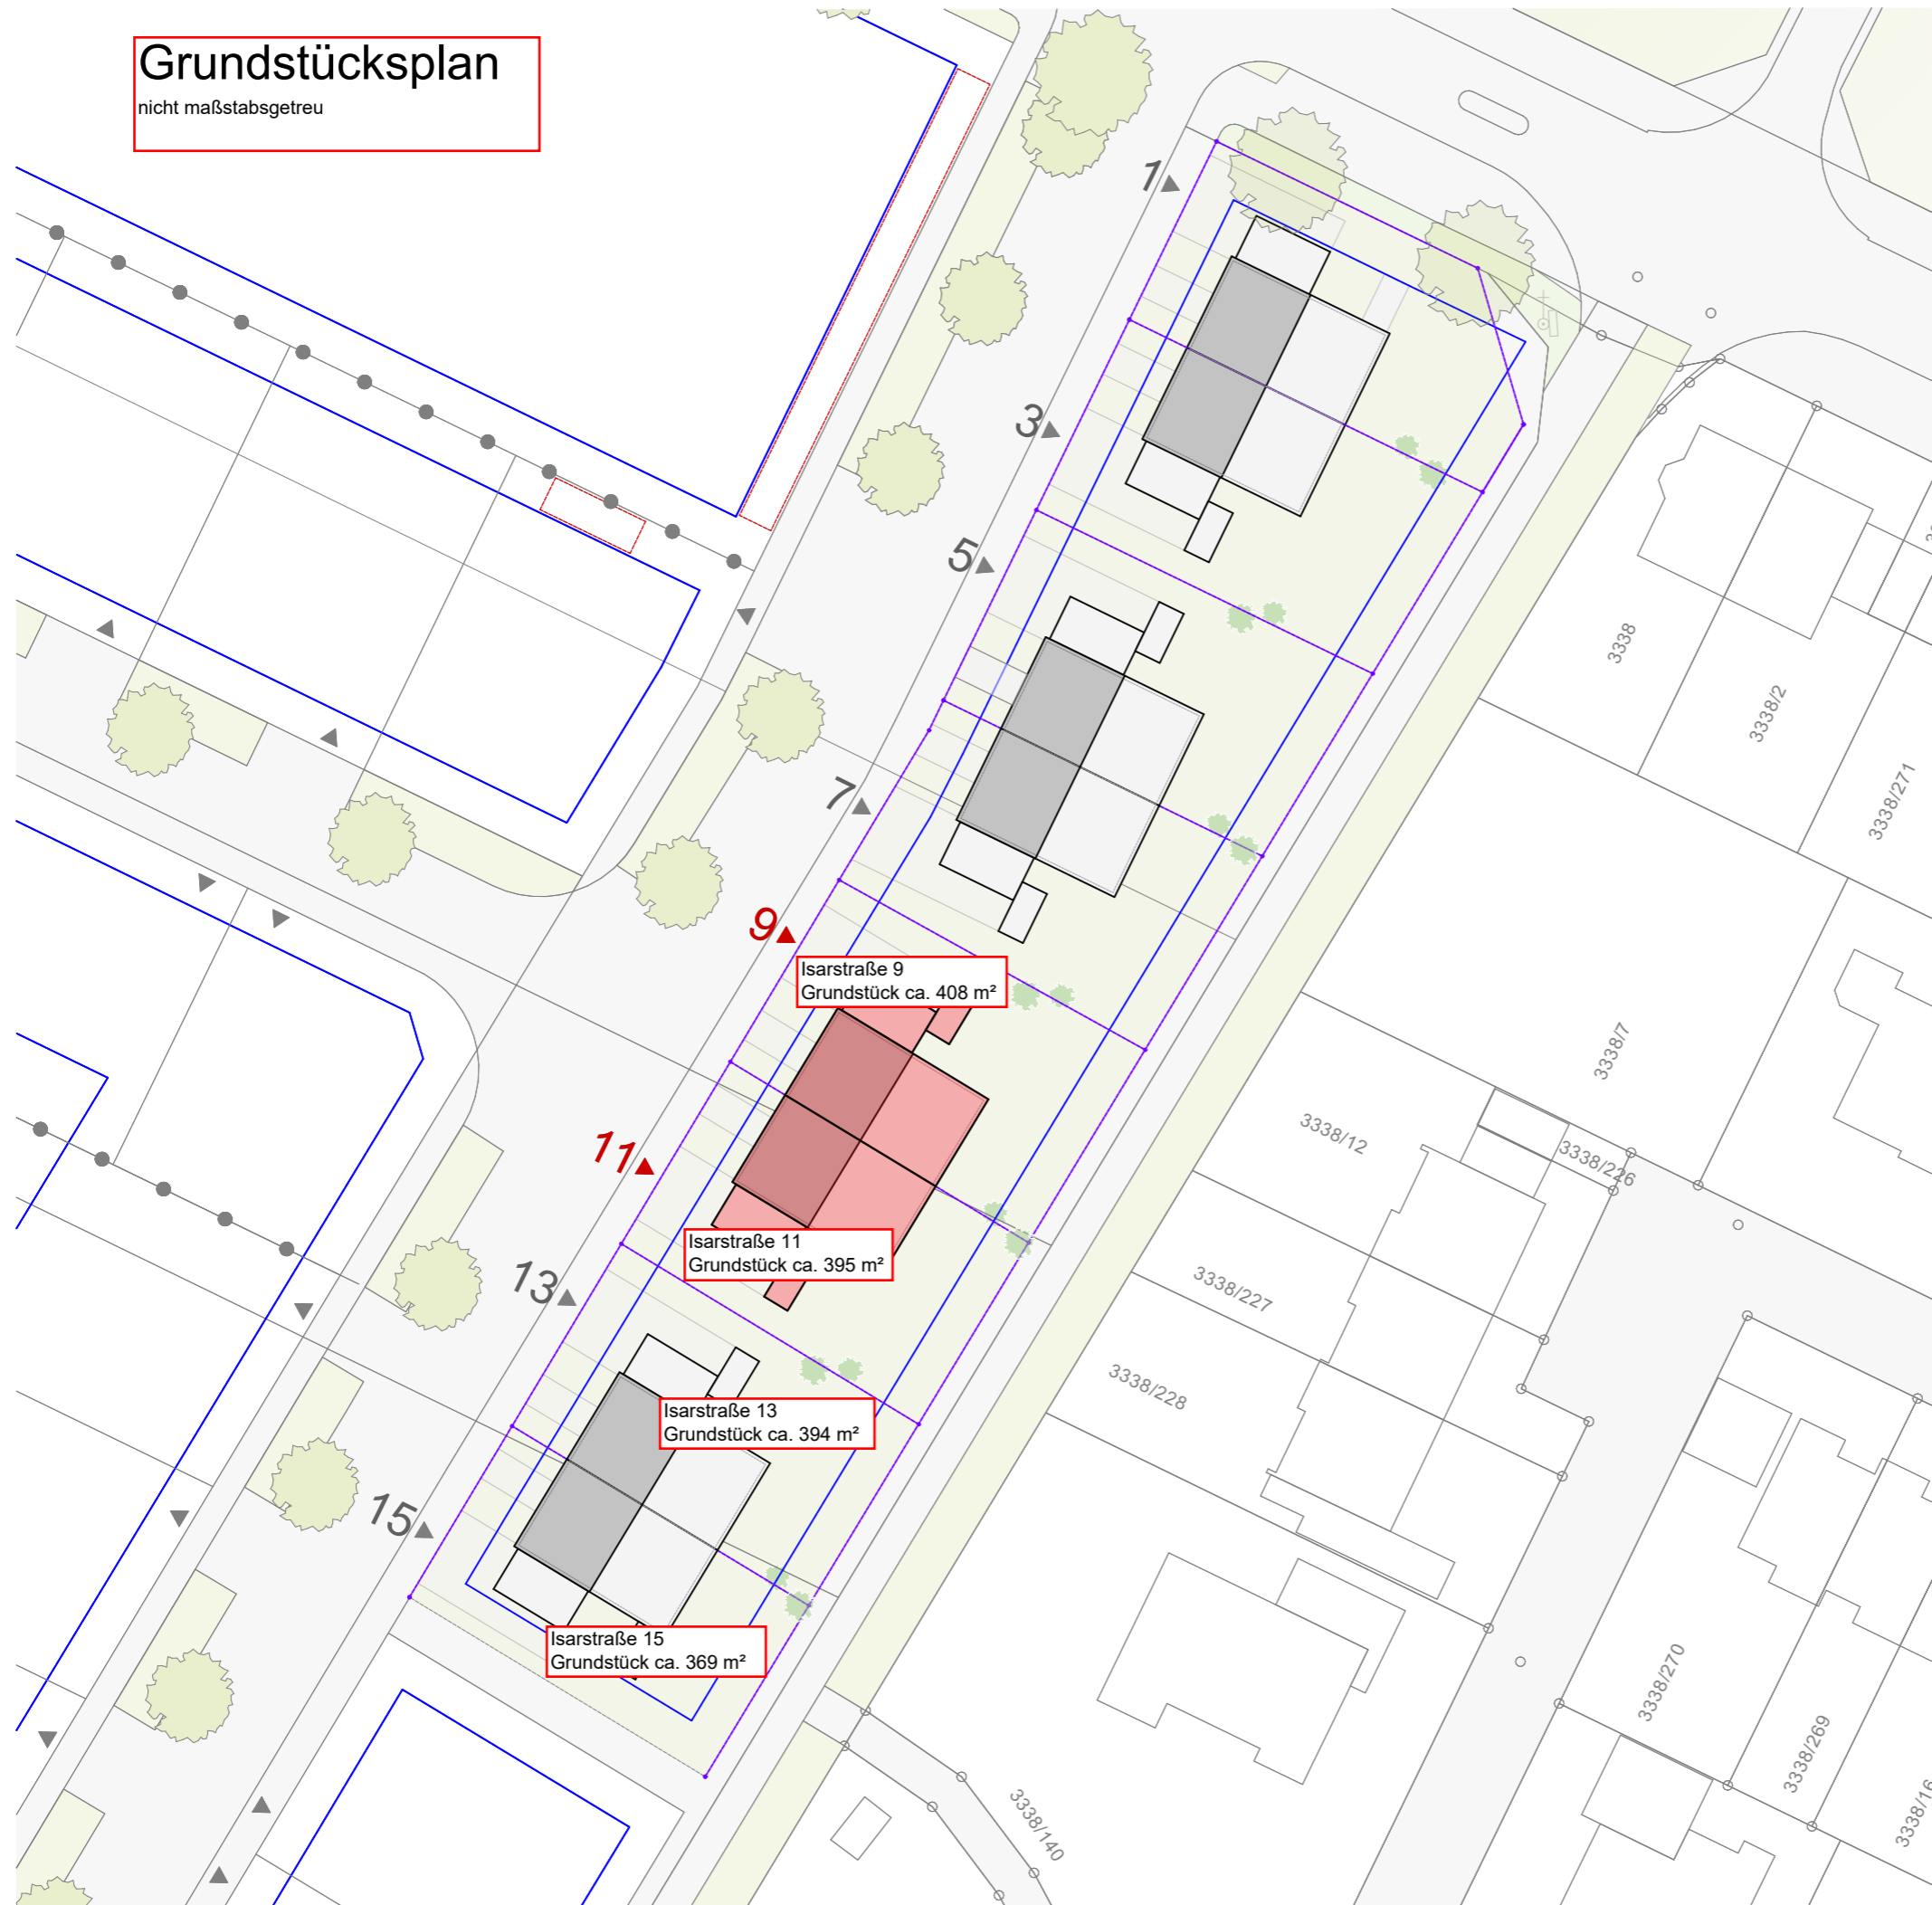 Grundstücksplan
nicht maßstabsgetreu
1
3
5
3338
3338/2
3338/271
7
9
Isarstraße 9
Grundstück ca. 408 m²
3338/7
3338/12
3338/226
11
Isarstraße 11
Grundstück ca. 395 m²
13
3338/227
3338/228
Isarstraße 13
Grundstück ca. 394 m²
15
Isarstraße 15
Grundstück ca. 369 m²
3338/270
3338/269
3338/16
3338/140